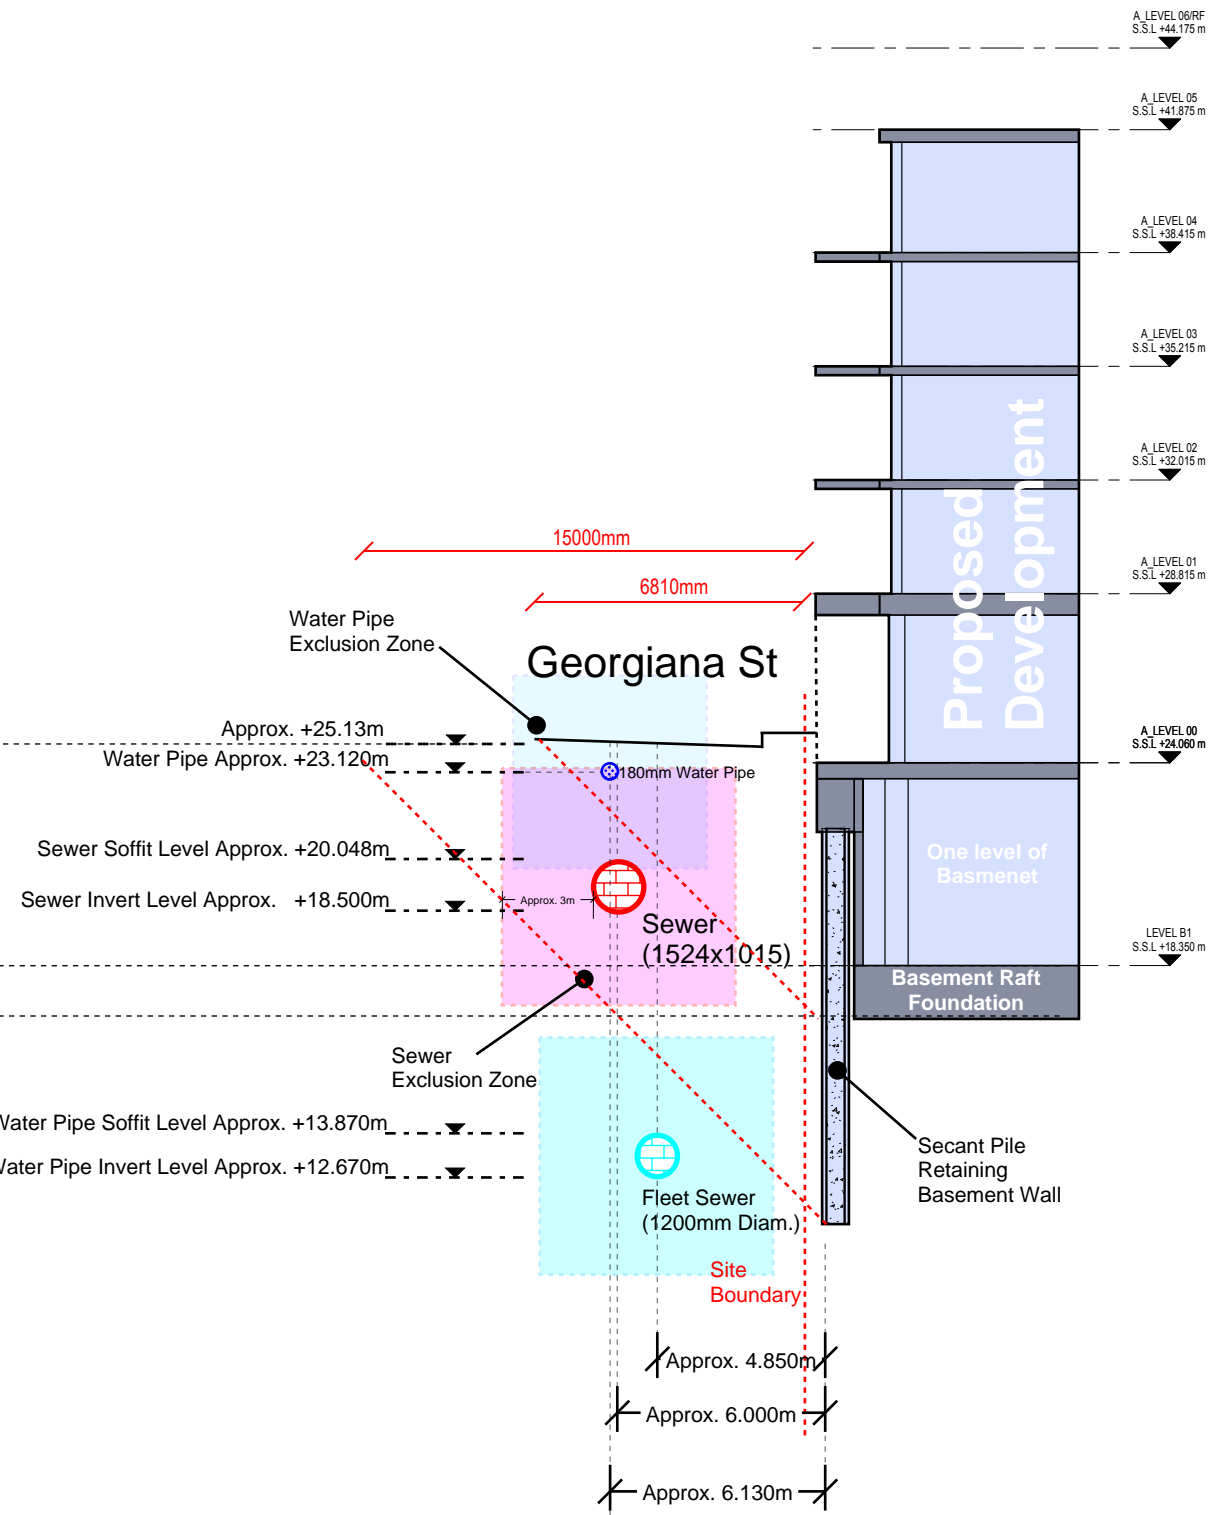 A_LEVEL 06/RF
S.S.L +44.175 m
A_LEVEL 05
S.S.L +41.875 m
A_LEVEL 04
S.S.L +38.415 m
A_LEVEL 03
S.S.L +35.215 m
A_LEVEL 02
S.S.L +32.015 m
15000mm
A_LEVEL 01
S.S.L +28.815 m
6810mm
Proposed
Development
Water Pipe
Exclusion Zone
Georgiana St
Approx. +25.13m
A_LEVEL 00
S.S.L +24.060 m
Water Pipe Approx. +23.120m
180mm Water Pipe
Sewer Soffit Level Approx. +20.048m
One level of
Basmenet
Sewer Invert Level Approx. +18.500m
Approx. 3m
Sewer
(1524x1015)
LEVEL B1
S.S.L +18.350 m
Basement Raft
Foundation
Sewer
Exclusion Zone
Water Pipe Soffit Level Approx. +13.870m
Water Pipe Invert Level Approx. +12.670m
Secant Pile
Retaining
Basement Wall
Fleet Sewer
(1200mm Diam.)
Site
Boundary
Approx. 4.850m
Approx. 6.000m
Approx. 6.130m